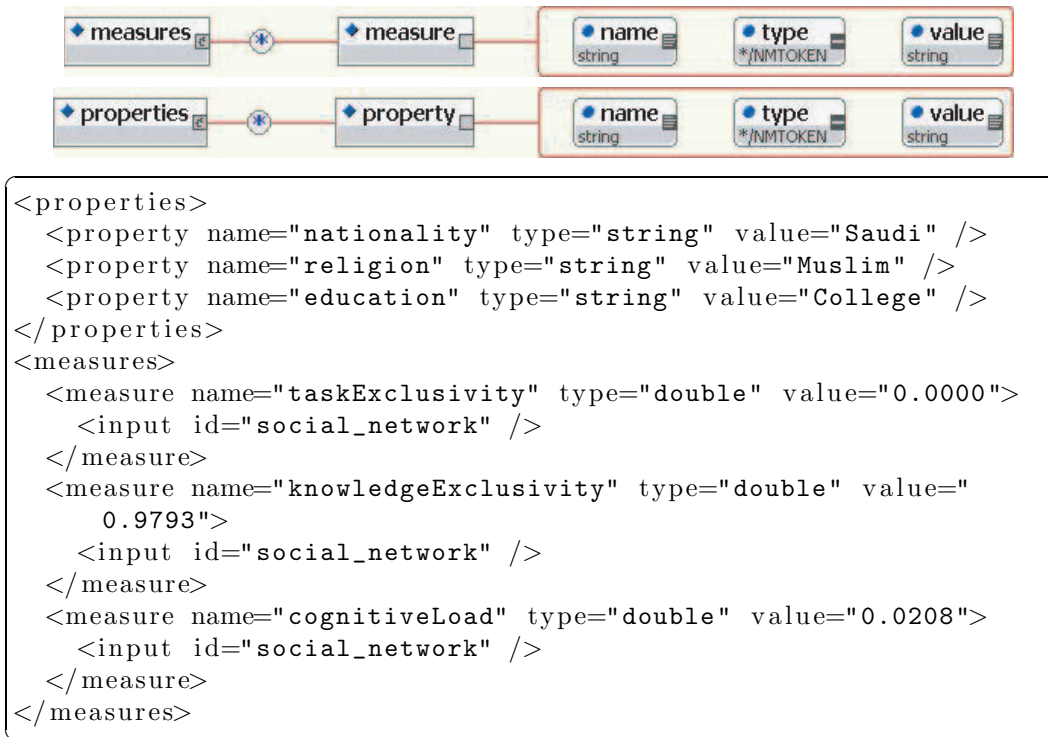 measures measure name type value
string */NMTOKEN string
properties property name type value
string */NMTOKEN string
<properties>
<property name="nationality" type="string" value="Saudi" />
<property name="religion" type="string" value="Muslim" />
<property name="education" type="string" value="College" />
</properties>
<measures>
<measure name="taskExclusivity" type="double" value="0.0000">
<input id="social_network" />
</measure>
<measure name="knowledgeExclusivity" type="double" value="
0.9793">
<input id="social_network" />
</measure>
<measure name="cognitiveLoad" type="double" value="0.0208">
<input id="social_network" />
</measure>
</measures>